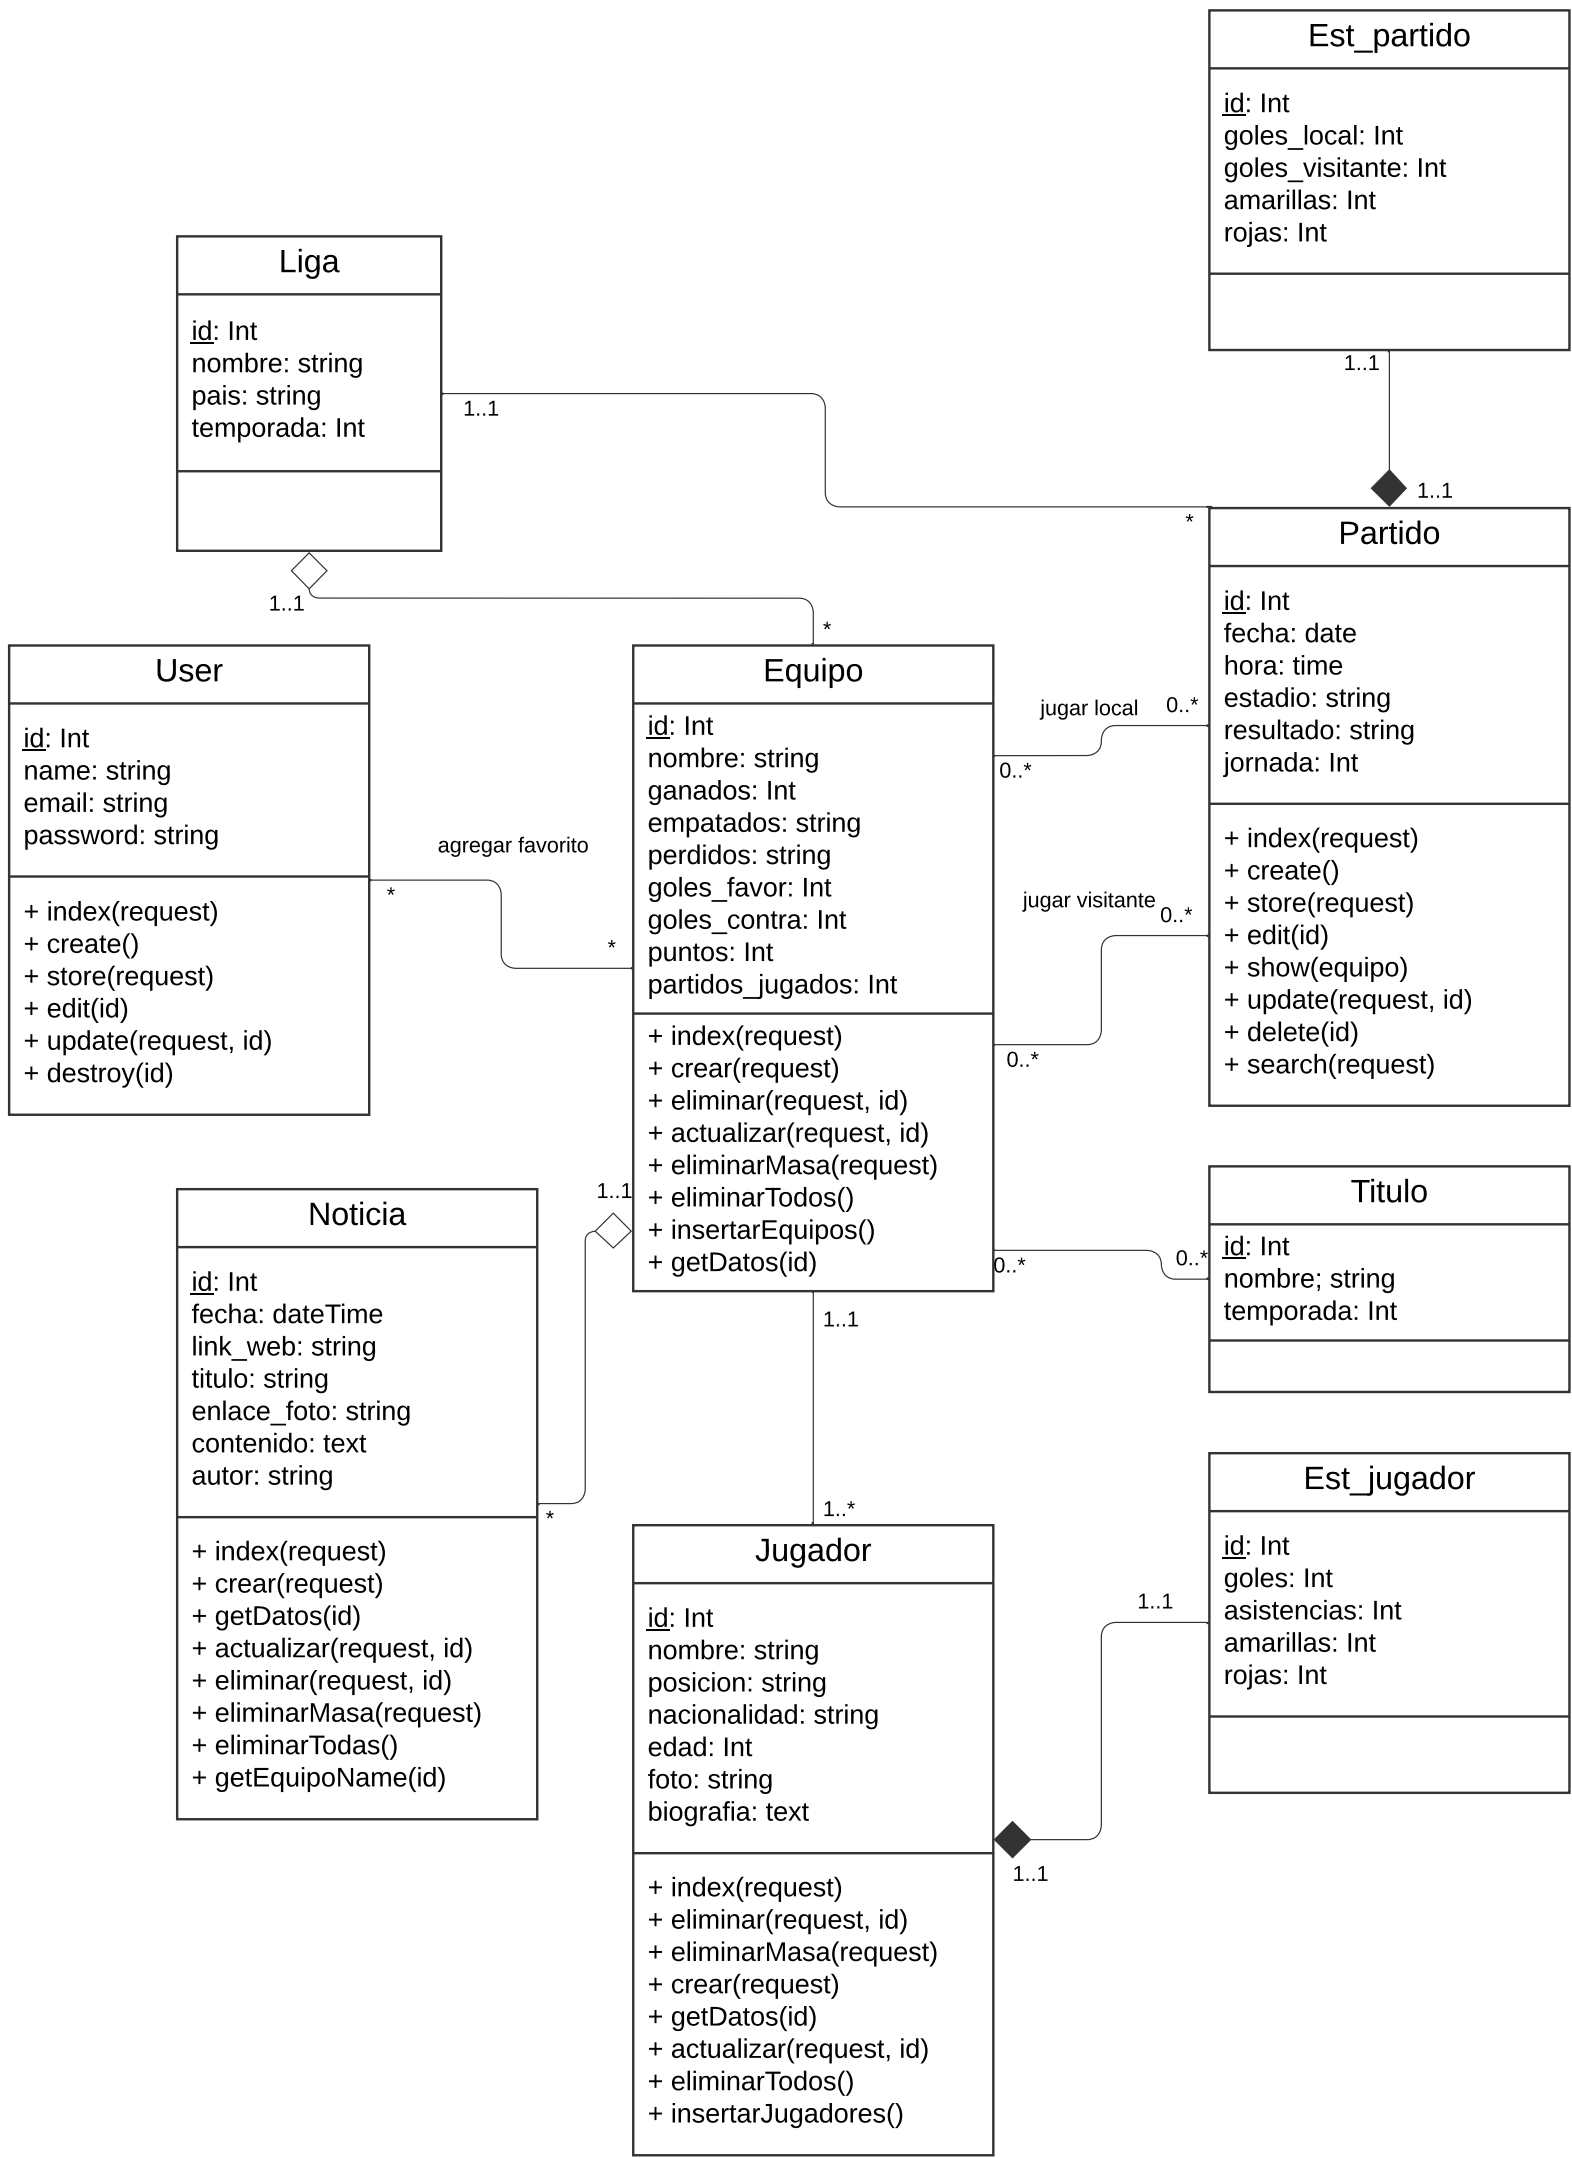 Est_partido
id: Int
goles_local: Int
goles_visitante: Int
amarillas: Int
rojas: Int
1..1
1..1
Liga
id: Int
nombre: string
pais: string
temporada: Int
1..1
*
1..1
*
Partido
id: Int
fecha: date
hora: time
estadio: string
resultado: string
jornada: Int
+ index(request)
+ create()
+ store(request)
+ edit(id)
+ show(equipo)
+ update(request, id)
+ delete(id)
+ search(request)
User
id: Int
name: string
email: string
password: string
+ index(request)
+ create()
+ store(request)
+ edit(id)
+ update(request, id)
+ destroy(id)
agregar favorito
*
*
Equipo
id: Int
nombre: string
ganados: Int
empatados: string
perdidos: string
goles_favor: Int
goles_contra: Int
puntos: Int
partidos_jugados: Int
+ index(request)
+ crear(request)
+ eliminar(request, id)
+ actualizar(request, id)
+ eliminarMasa(request)
+ eliminarTodos()
+ insertarEquipos()
+ getDatos(id)
jugar local
0..*
0..*
jugar visitante
0..*
0..*
1..1
*
0..*
0..*
1..1
1..*
Noticia
id: Int
fecha: dateTime
link_web: string
titulo: string
enlace_foto: string
contenido: text
autor: string
+ index(request)
+ crear(request)
+ getDatos(id)
+ actualizar(request, id)
+ eliminar(request, id)
+ eliminarMasa(request)
+ eliminarTodas()
+ getEquipoName(id)
Titulo
id: Int
nombre; string
temporada: Int
Jugador
id: Int
nombre: string
posicion: string
nacionalidad: string
edad: Int
foto: string
biografia: text
+ index(request)
+ eliminar(request, id)
+ eliminarMasa(request)
+ crear(request)
+ getDatos(id)
+ actualizar(request, id)
+ eliminarTodos()
+ insertarJugadores()
1..1
1..1
Est_jugador
id: Int
goles: Int
asistencias: Int
amarillas: Int
rojas: Int